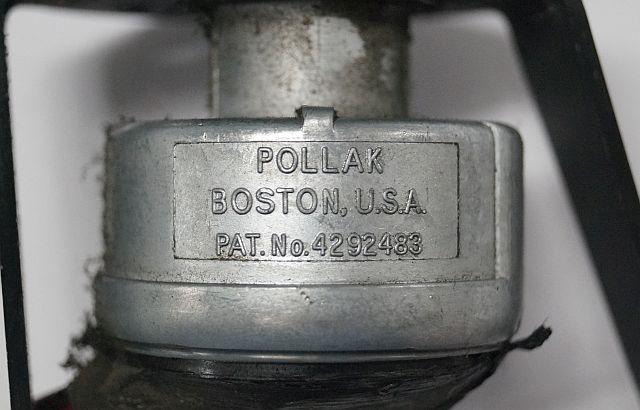 POLLAK
BOSTON, U.S.A.
PAT. No. 4292483